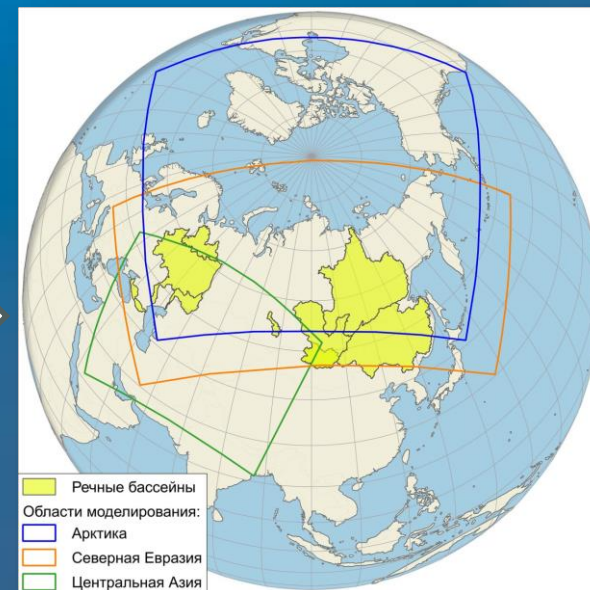 Речные бассейны
Области моделирования:
Арктика
Северная Евразия
Центральная Азия